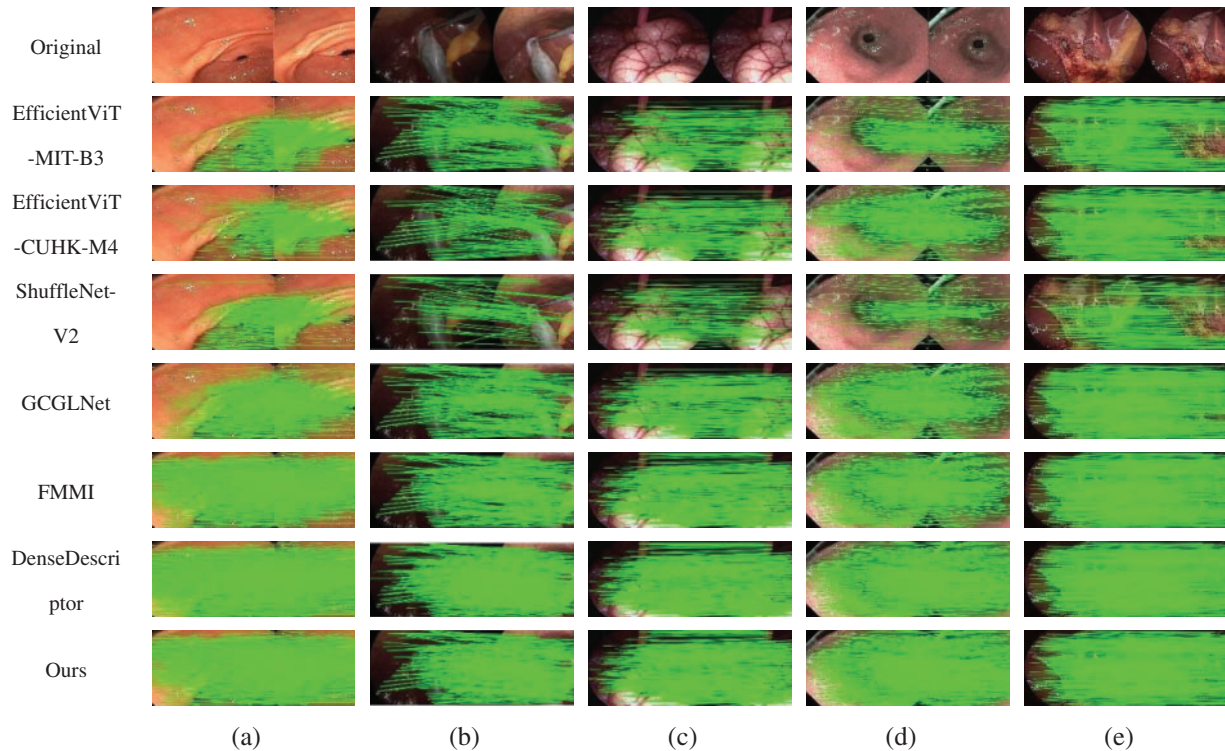 Original
EfficientViT
-MIT-B3
EfficientViT
-CUHK-M4
ShuffleNet-
V2
GCGLNet
FMMI
DenseDescri
ptor
Ours
(a) (b) (c) (d) (e)